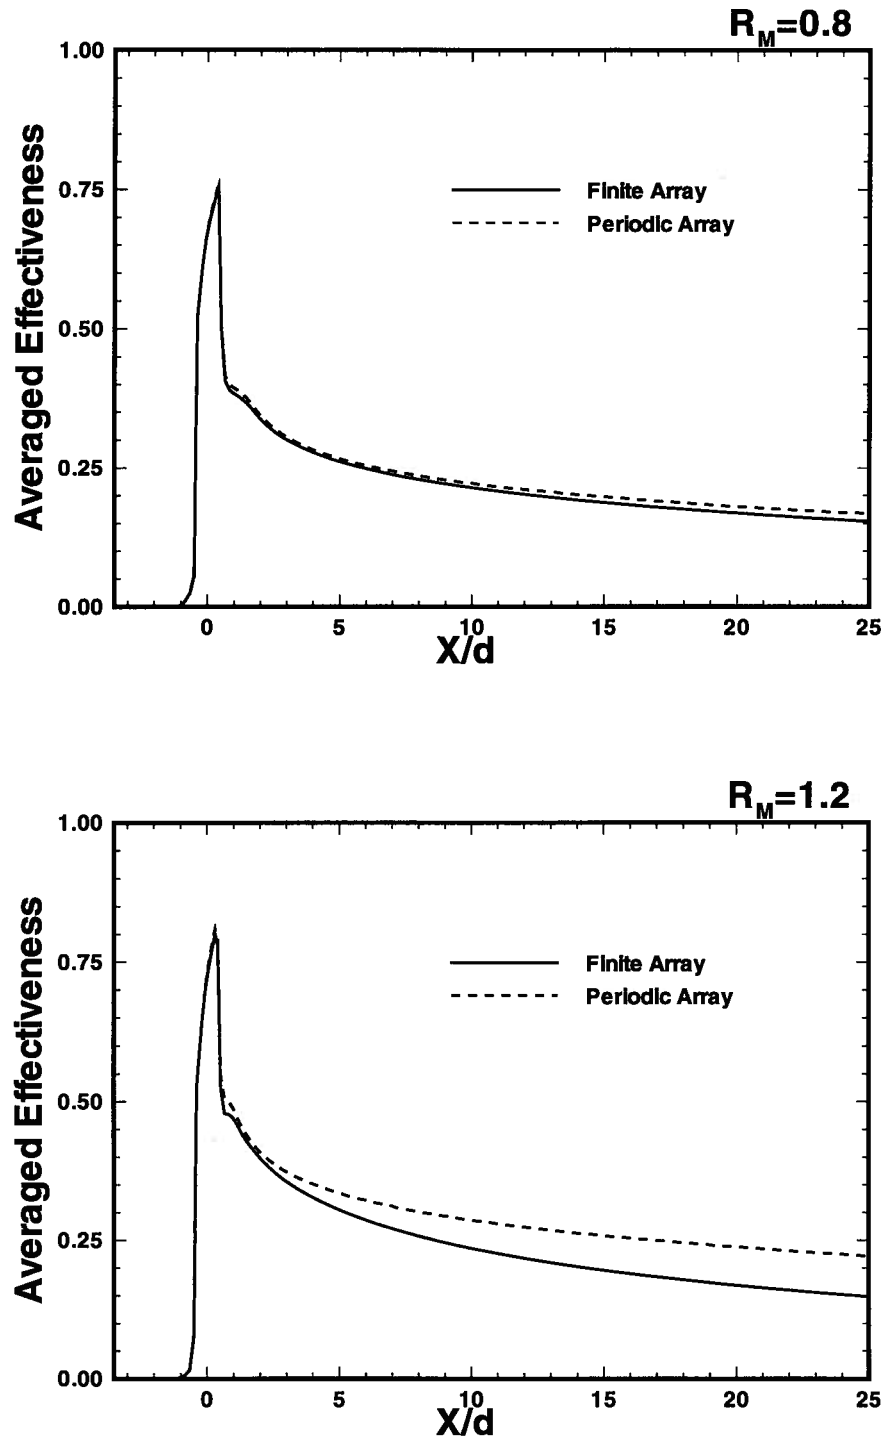 R_M=0.8
1.00
0.75
0.50
0.25
0.00
Averaged Effectiveness
Finite Array
Periodic Array
0 5 10 15 20 25
X/d
R_M=1.2
1.00
0.75
0.50
0.25
0.00
Averaged Effectiveness
Finite Array
Periodic Array
0 5 10 15 20 25
X/d